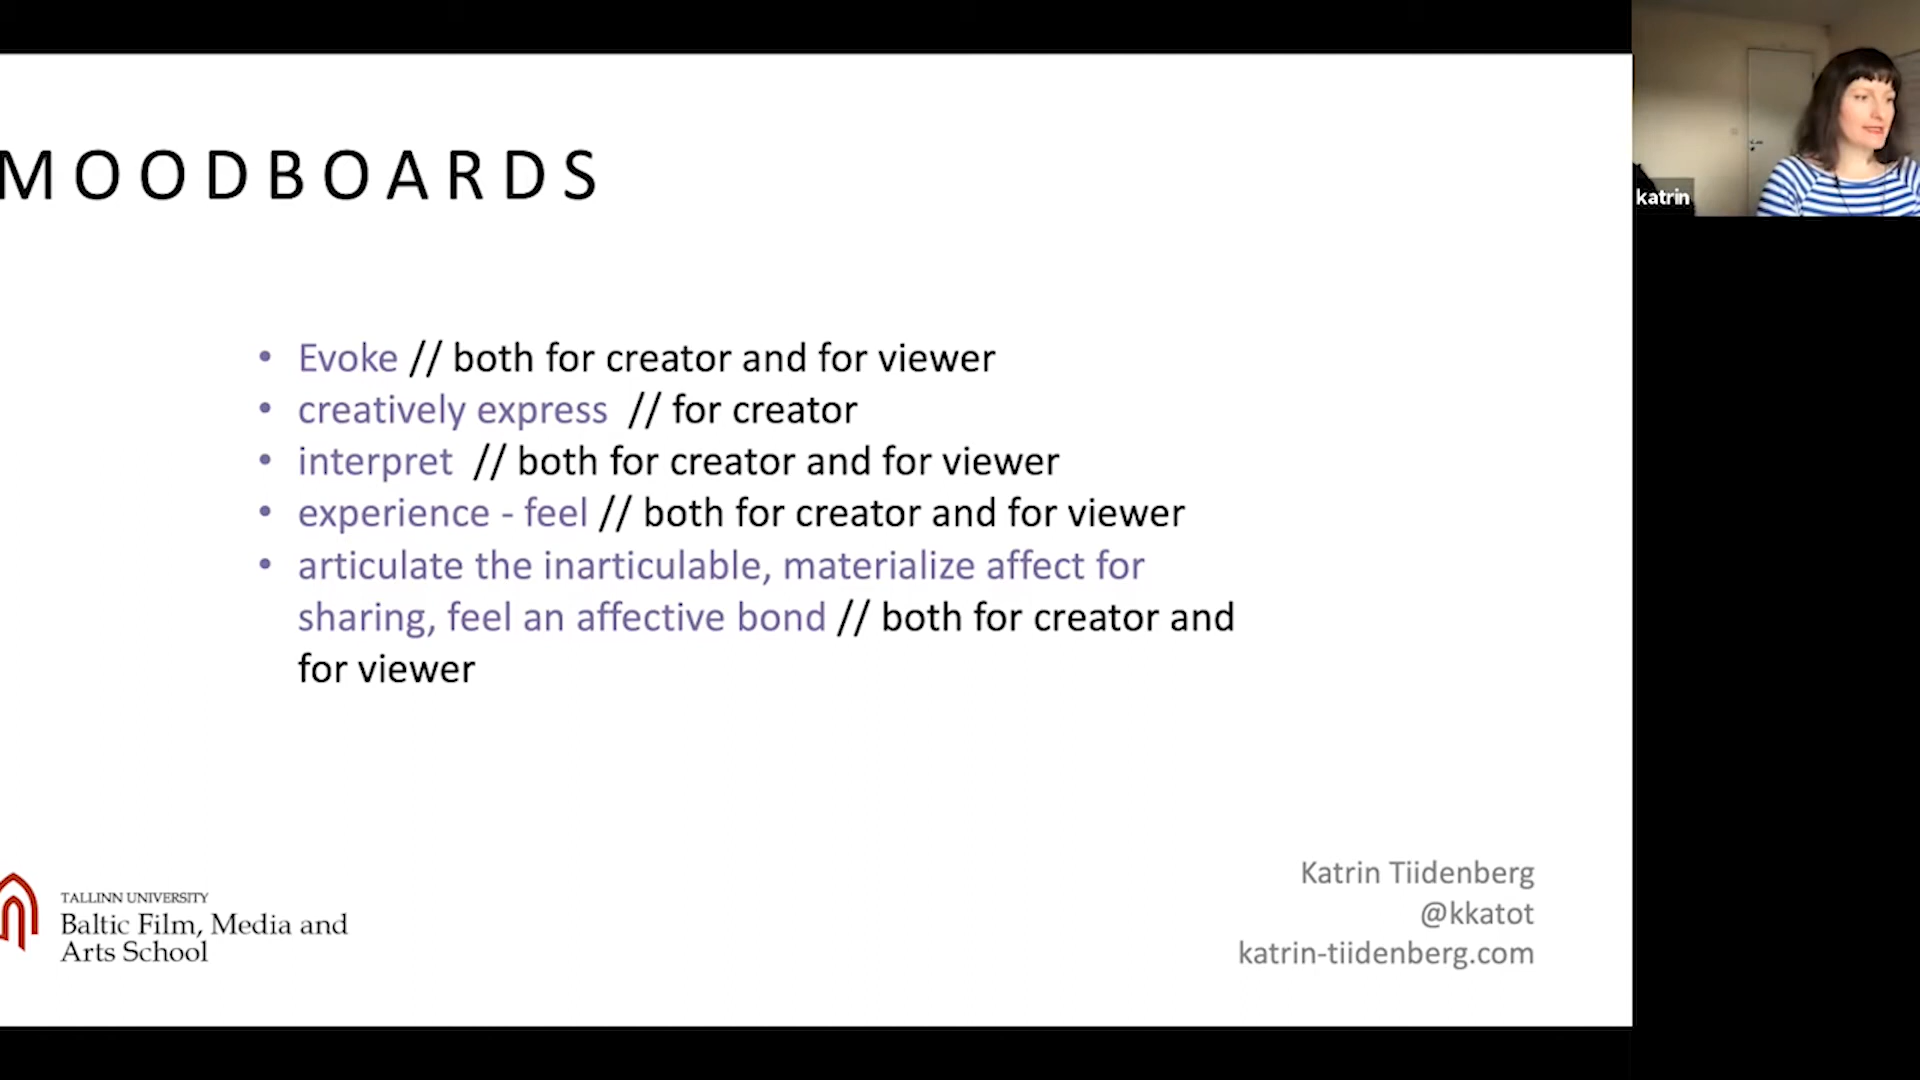 MOODBOARDS
• Evoke // both for creator and for viewer
• creatively express // for creator
• interpret // both for creator and for viewer
• experience - feel // both for creator and for viewer
• articulate the inarticulable, materialize affect for
sharing, feel an affective bond // both for creator and
for viewer
TALLINN UNIVERSITY
Baltic Film, Media and
Arts School
Katrin Tiidenberg
@kkatot
katrin-tiidenberg.com
katrin